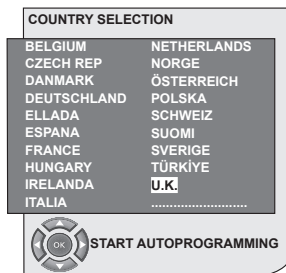 COUNTRY SELECTION
BELGIUM NETHERLANDS
CZECH REP NORGE
DANMARK ÖSTERREICH
DEUTSCHLAND POLSKA
ELLADA SCHWEIZ
ESPANA SUOMI
FRANCE SVERIGE
HUNGARY TÜRKİYE
IRELANDA U.K.
ITALIA ..........................
OK START AUTOPROGRAMMING